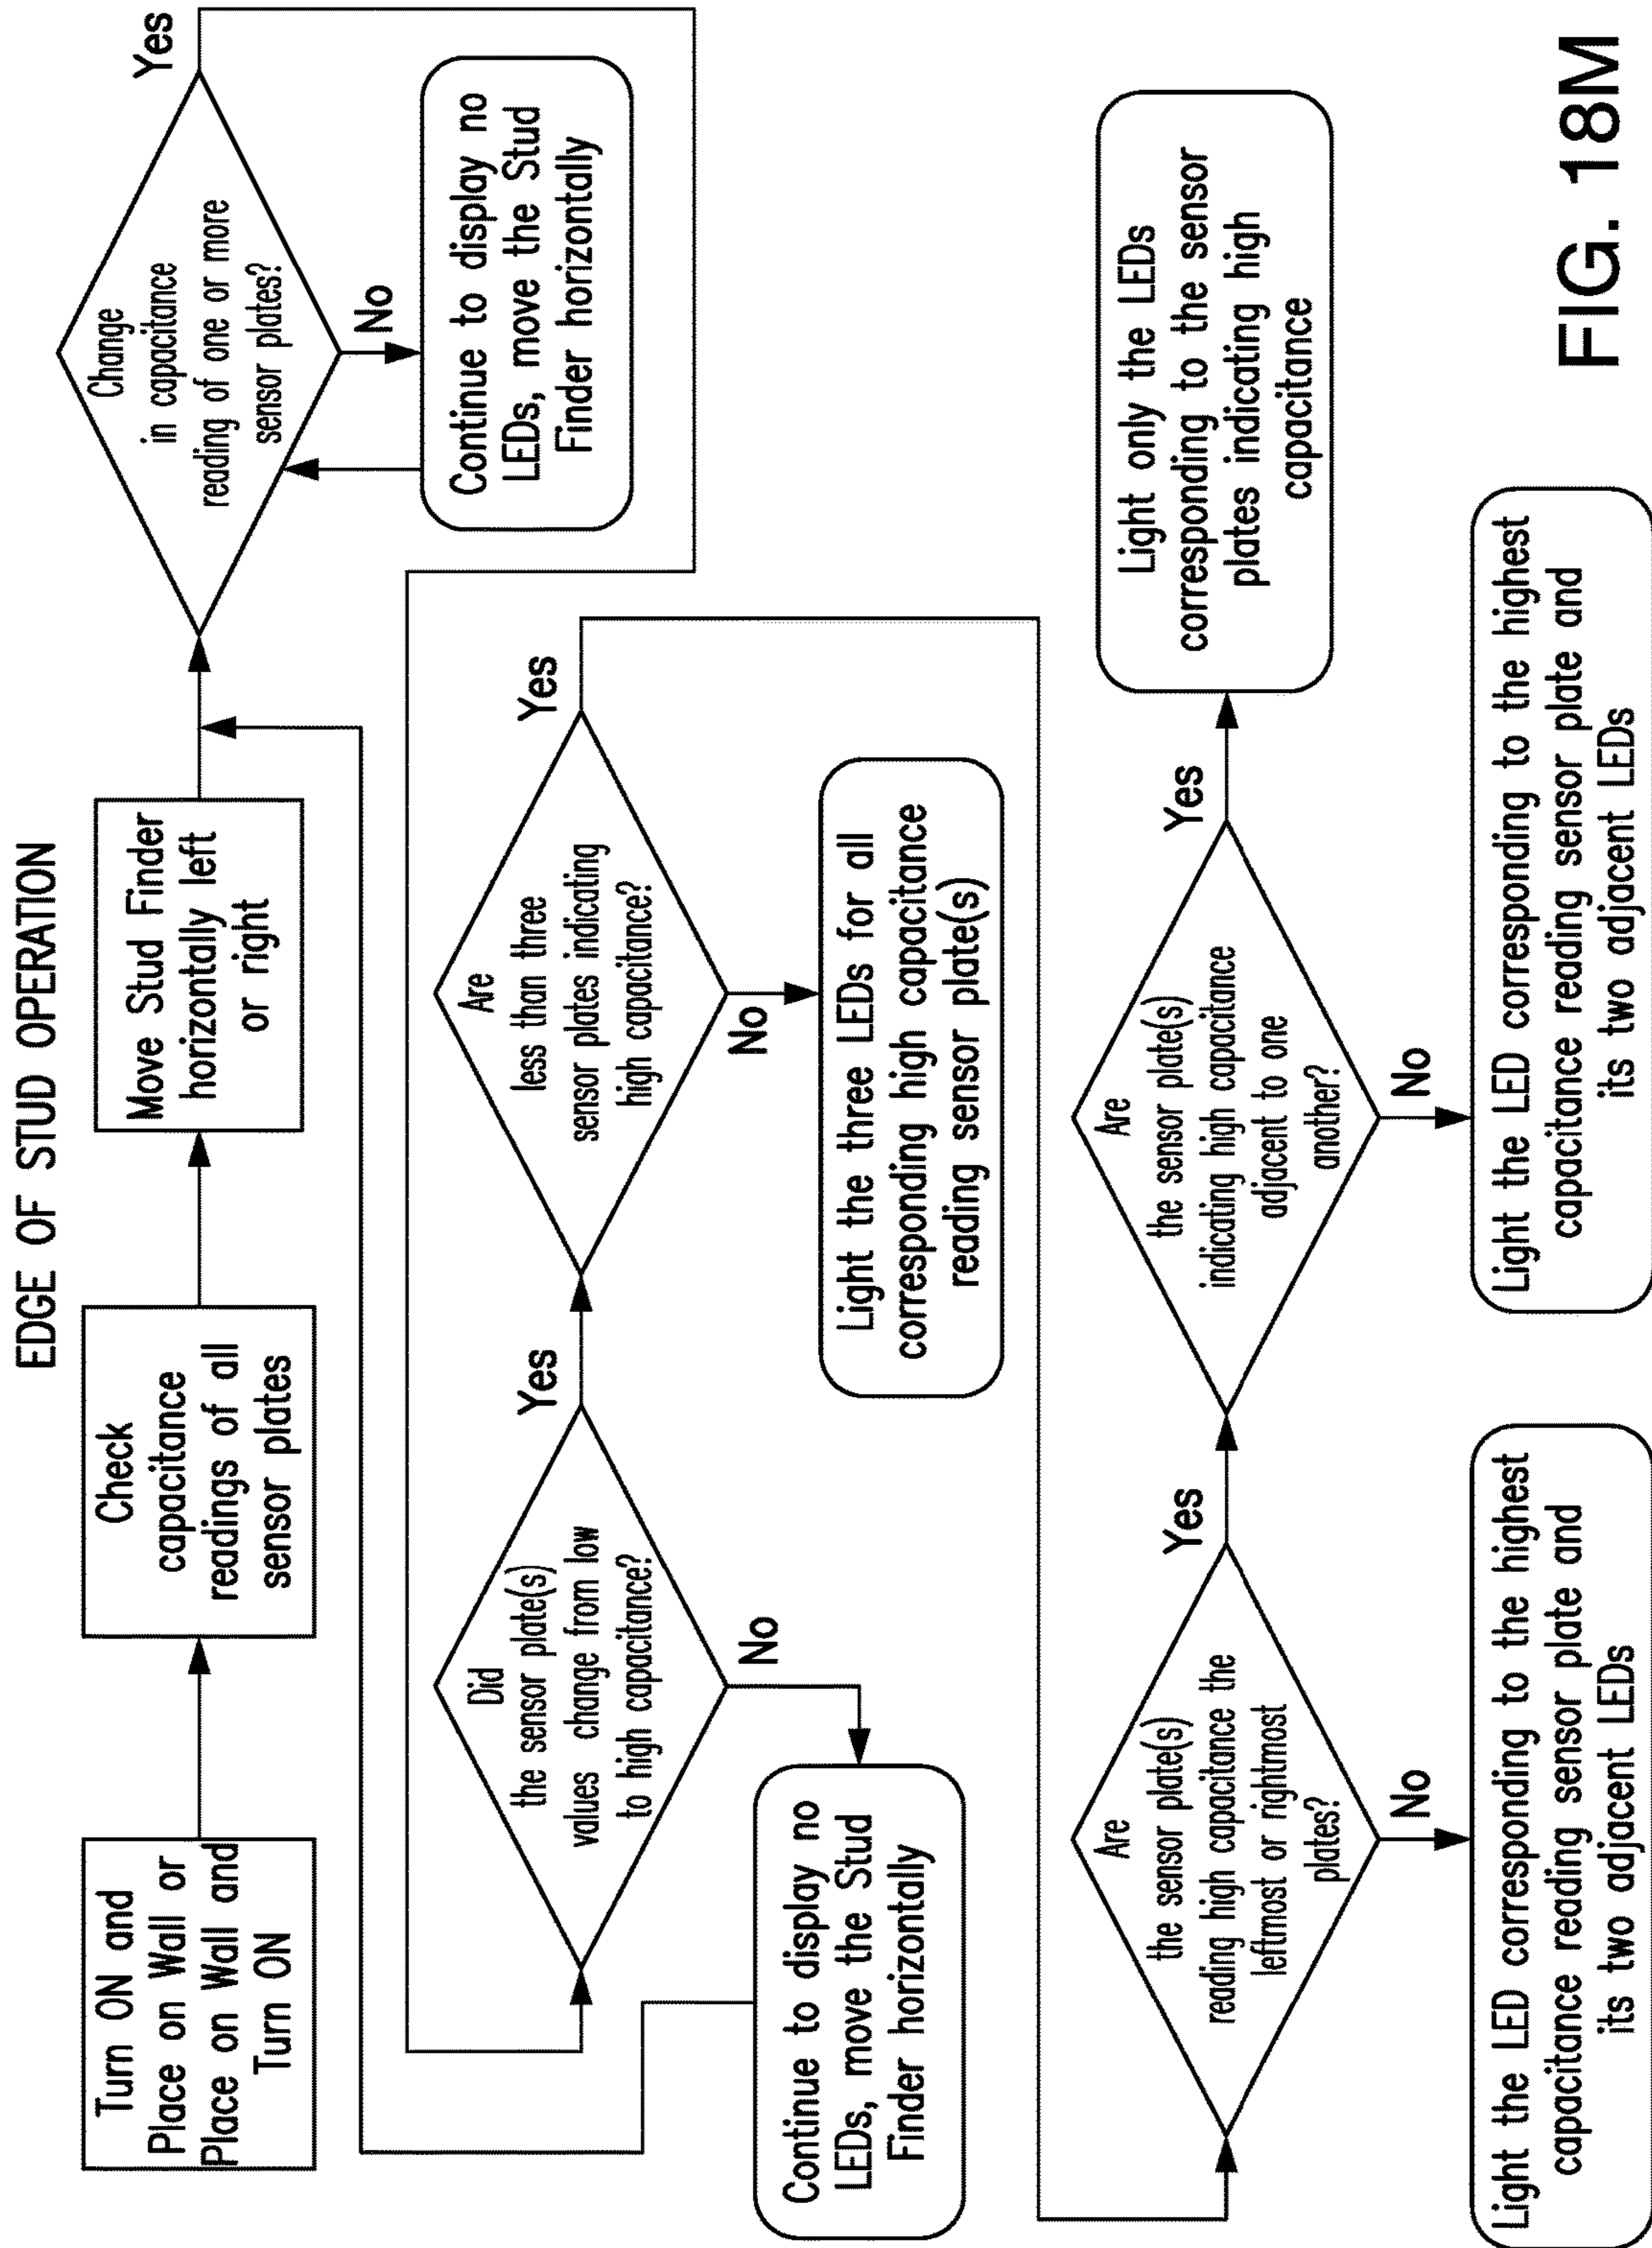 EDGE OF STUD OPERATION
Turn ON and
Place on Wall or
Place on Wall and
Turn ON
Check
capacitance
readings of all
sensor plates
Move Stud Finder
horizontally left
or right
Change
in capacitance
reading of one or more
sensor plates?
Yes
No
Continue to display no
LEDs, move the Stud
Finder horizontally
Did
the sensor plate(s)
values change from low
to high capacitance?
Yes
No
Continue to display no
LEDs, move the Stud
Finder horizontally
Are
less than three
sensor plates indicating
high capacitance?
Yes
No
Light the three LEDs for all
corresponding high capacitance
reading sensor plate(s)
Are
the sensor plate(s)
reading high capacitance the
leftmost or rightmost
plates?
Yes
No
Light the LED corresponding to the highest
capacitance reading sensor plate and
its two adjacent LEDs
Are
the sensor plate(s)
indicating high capacitance
adjacent to one
another?
Yes
No
Light the LED corresponding to the highest
capacitance reading sensor plate and
its two adjacent LEDs
Light only the LEDs
corresponding to the sensor
plates indicating high
capacitance
FIG. 18M